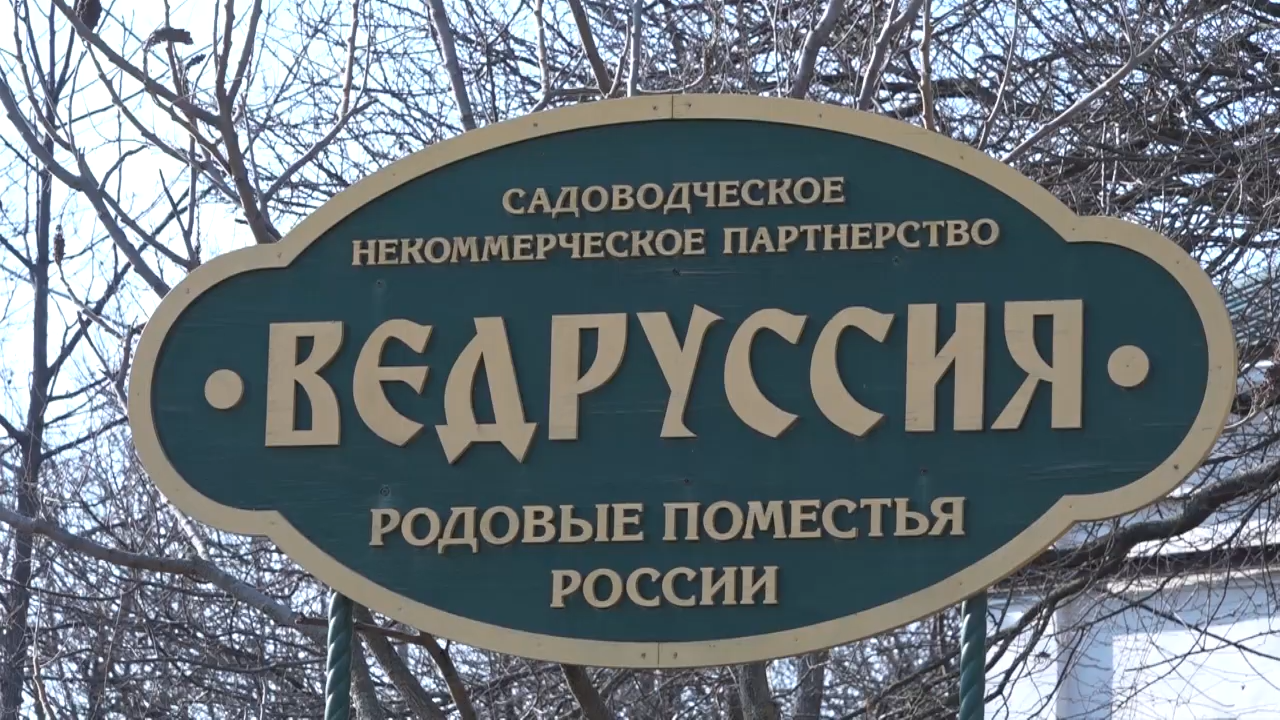 САДОВОДЧЕСКОЕ
НЕКОММЕРЧЕСКОЕ ПАРТНЕРСТВО
• ВЕДРУССИЯ •
РОДОВЫЕ ПОМЕСТЬЯ
РОССИИ